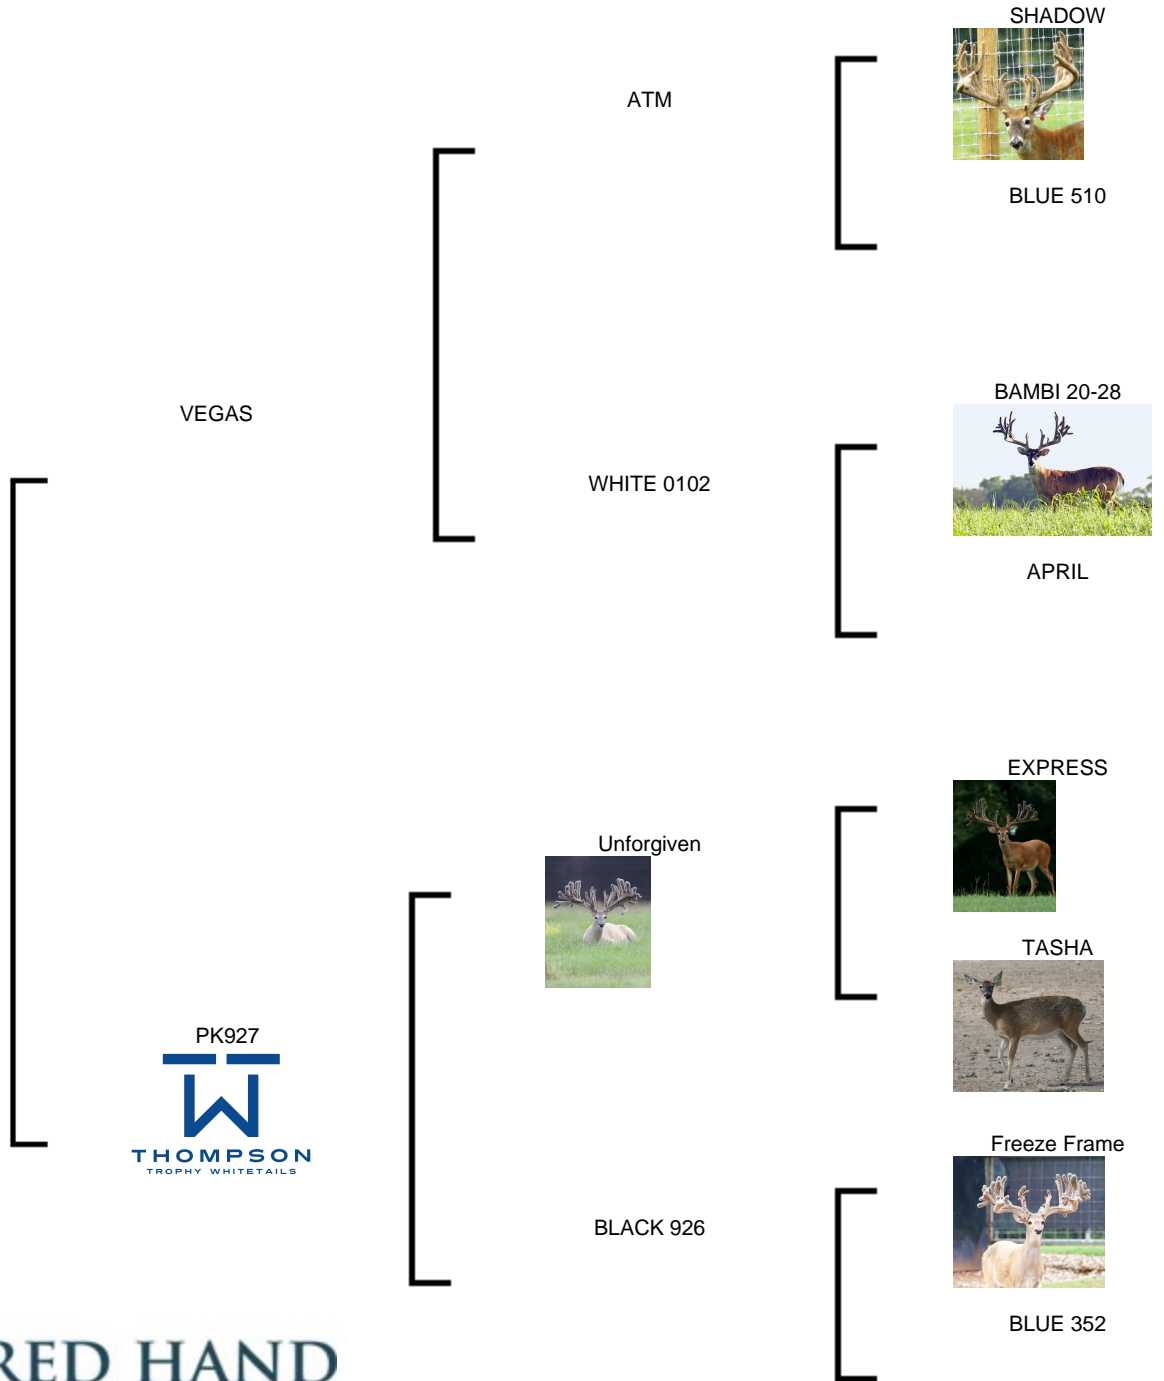 SHADOW
ATM
BLUE 510
BAMBI 20-28
VEGAS
WHITE 0102
APRIL
EXPRESS
Unforgiven
TASHA
PK927
THOMPSON
TROPHY WHITETAILS
Freeze Frame
BLACK 926
BLUE 352
RED HAND